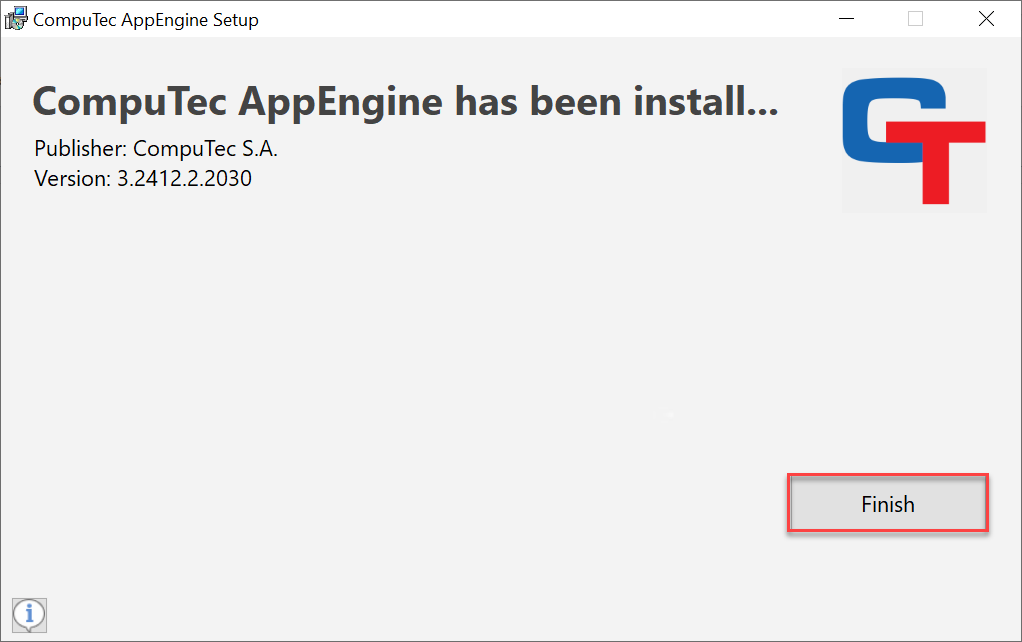 CompuTec AppEngine Setup
CompuTec AppEngine has been install...
Publisher: CompuTec S.A.
Version: 3.2412.2.2030
CT
Finish
i